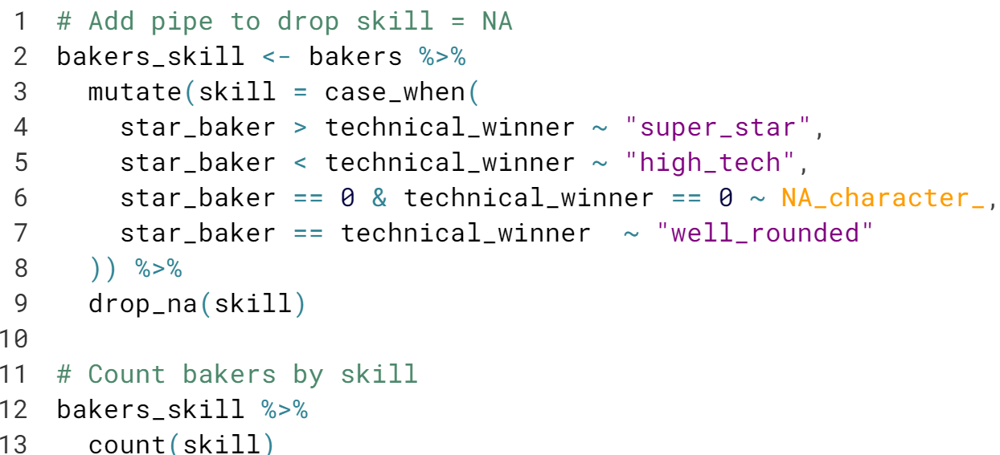 1 # Add pipe to drop skill = NA
2 bakers_skill <- bakers %>%
3   mutate(skill = case_when(
4     star_baker > technical_winner ~ "super_star",
5     star_baker < technical_winner ~ "high_tech",
6     star_baker == 0 & technical_winner == 0 ~ NA_character_,
7     star_baker == technical_winner  ~ "well_rounded"
8   )) %>%
9   drop_na(skill)
10
11 # Count bakers by skill
12 bakers_skill %>%
13   count(skill)